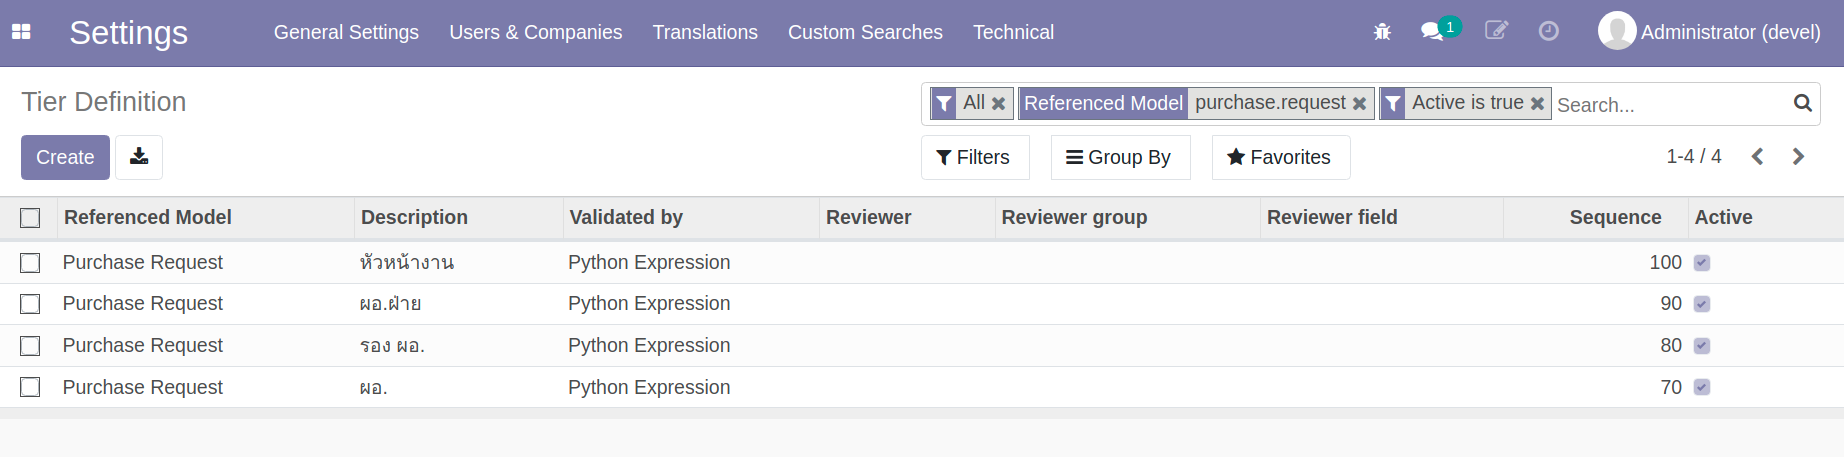 Settings General Settings Users & Companies Translations Custom Searches Technical 1 Administrator (devel)
Tier Definition All Referenced Model purchase.request Active is true Search...
Create Filters Group By Favorites 1-4 / 4
Referenced Model Description Validated by Reviewer Reviewer group Reviewer field Sequence Active
Purchase Request หัวหน้างาน Python Expression 100
Purchase Request ผอ.ฝ่าย Python Expression 90
Purchase Request รอง ผอ. Python Expression 80
Purchase Request ผอ. Python Expression 70